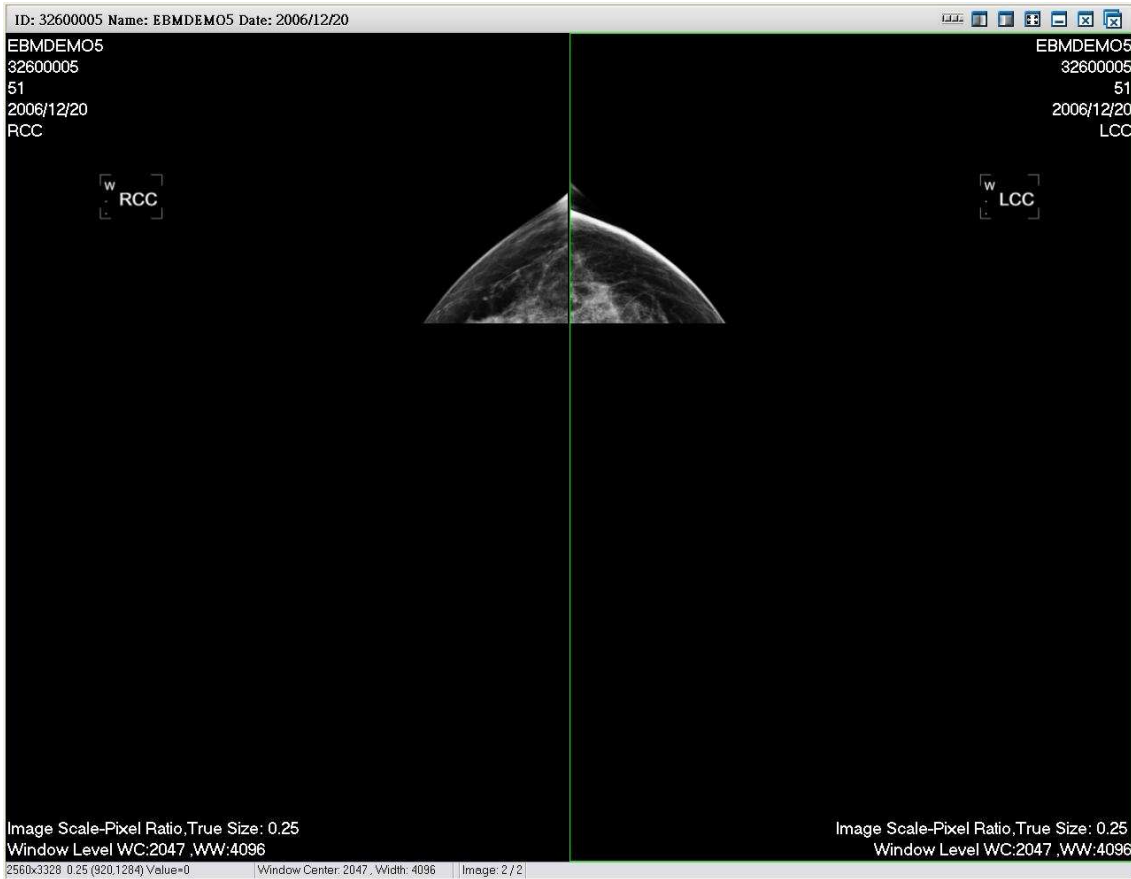 ID: 32600005 Name: EBMDEMO5 Date: 2006/12/20
EBMDEMO5
32600005
51
2006/12/20
RCC
W
RCC
Image Scale-Pixel Ratio,True Size: 0.25
Window Level WC:2047 ,WW:4096
EBMDEMO5
32600005
51
2006/12/20
LCC
W
LCC
Image Scale-Pixel Ratio,True Size: 0.25
Window Level WC:2047 ,WW:4096
2560x3328 0.25 (920,1284) Value=0
Window Center: 2047 , Width: 4096
Image: 2 / 2